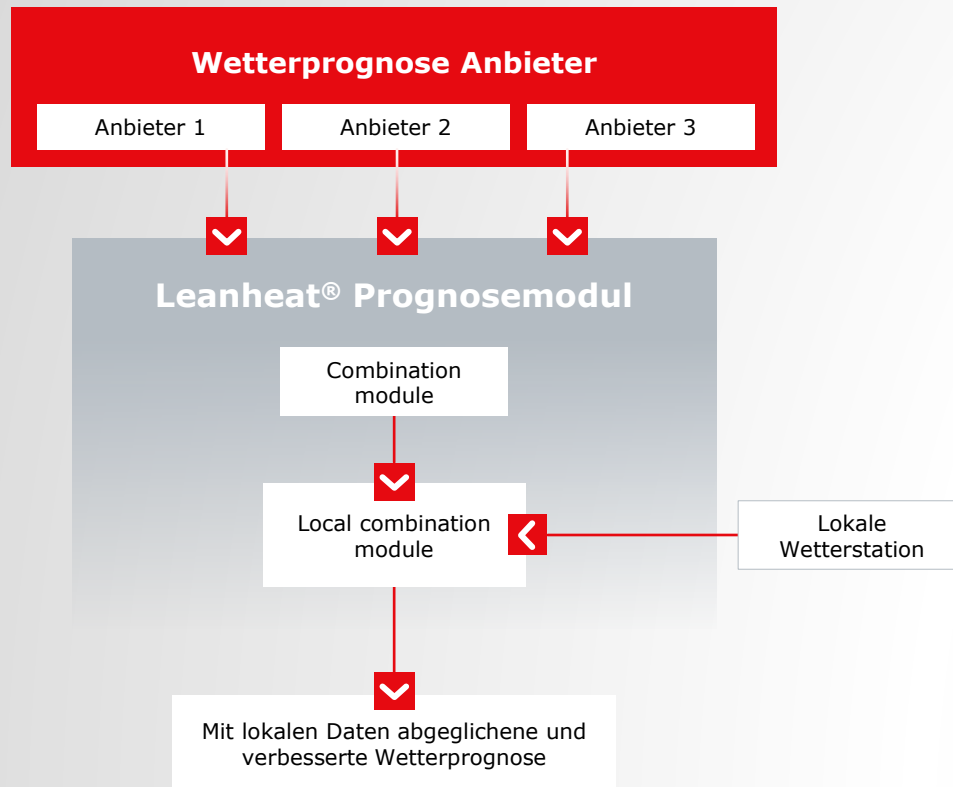 Wetterprognose Anbieter
Anbieter 1
Anbieter 2
Anbieter 3
Leanheat® Prognosemodul
Combination
module
Local combination
module
Lokale
Wetterstation
Mit lokalen Daten abgeglichene und
verbesserte Wetterprognose